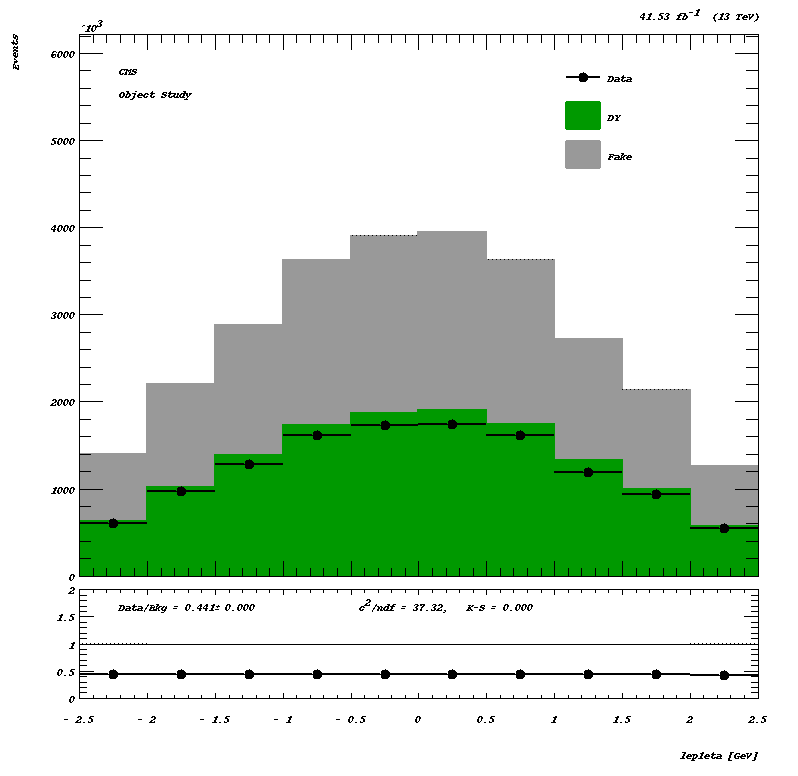 41.53 fb⁻¹ (13 TeV)
´10³
Events
6000
CMS
Data
Object Study
DY
5000
Fake
4000
3000
2000
1000
0
2
Data/Bkg = 0.441± 0.000 c²/ndf = 37.32, K-S = 0.000
1.5
1
0.5
0
- 2.5 - 2 - 1.5 - 1 - 0.5 0 0.5 1 1.5 2 2.5
lep1eta [GeV]